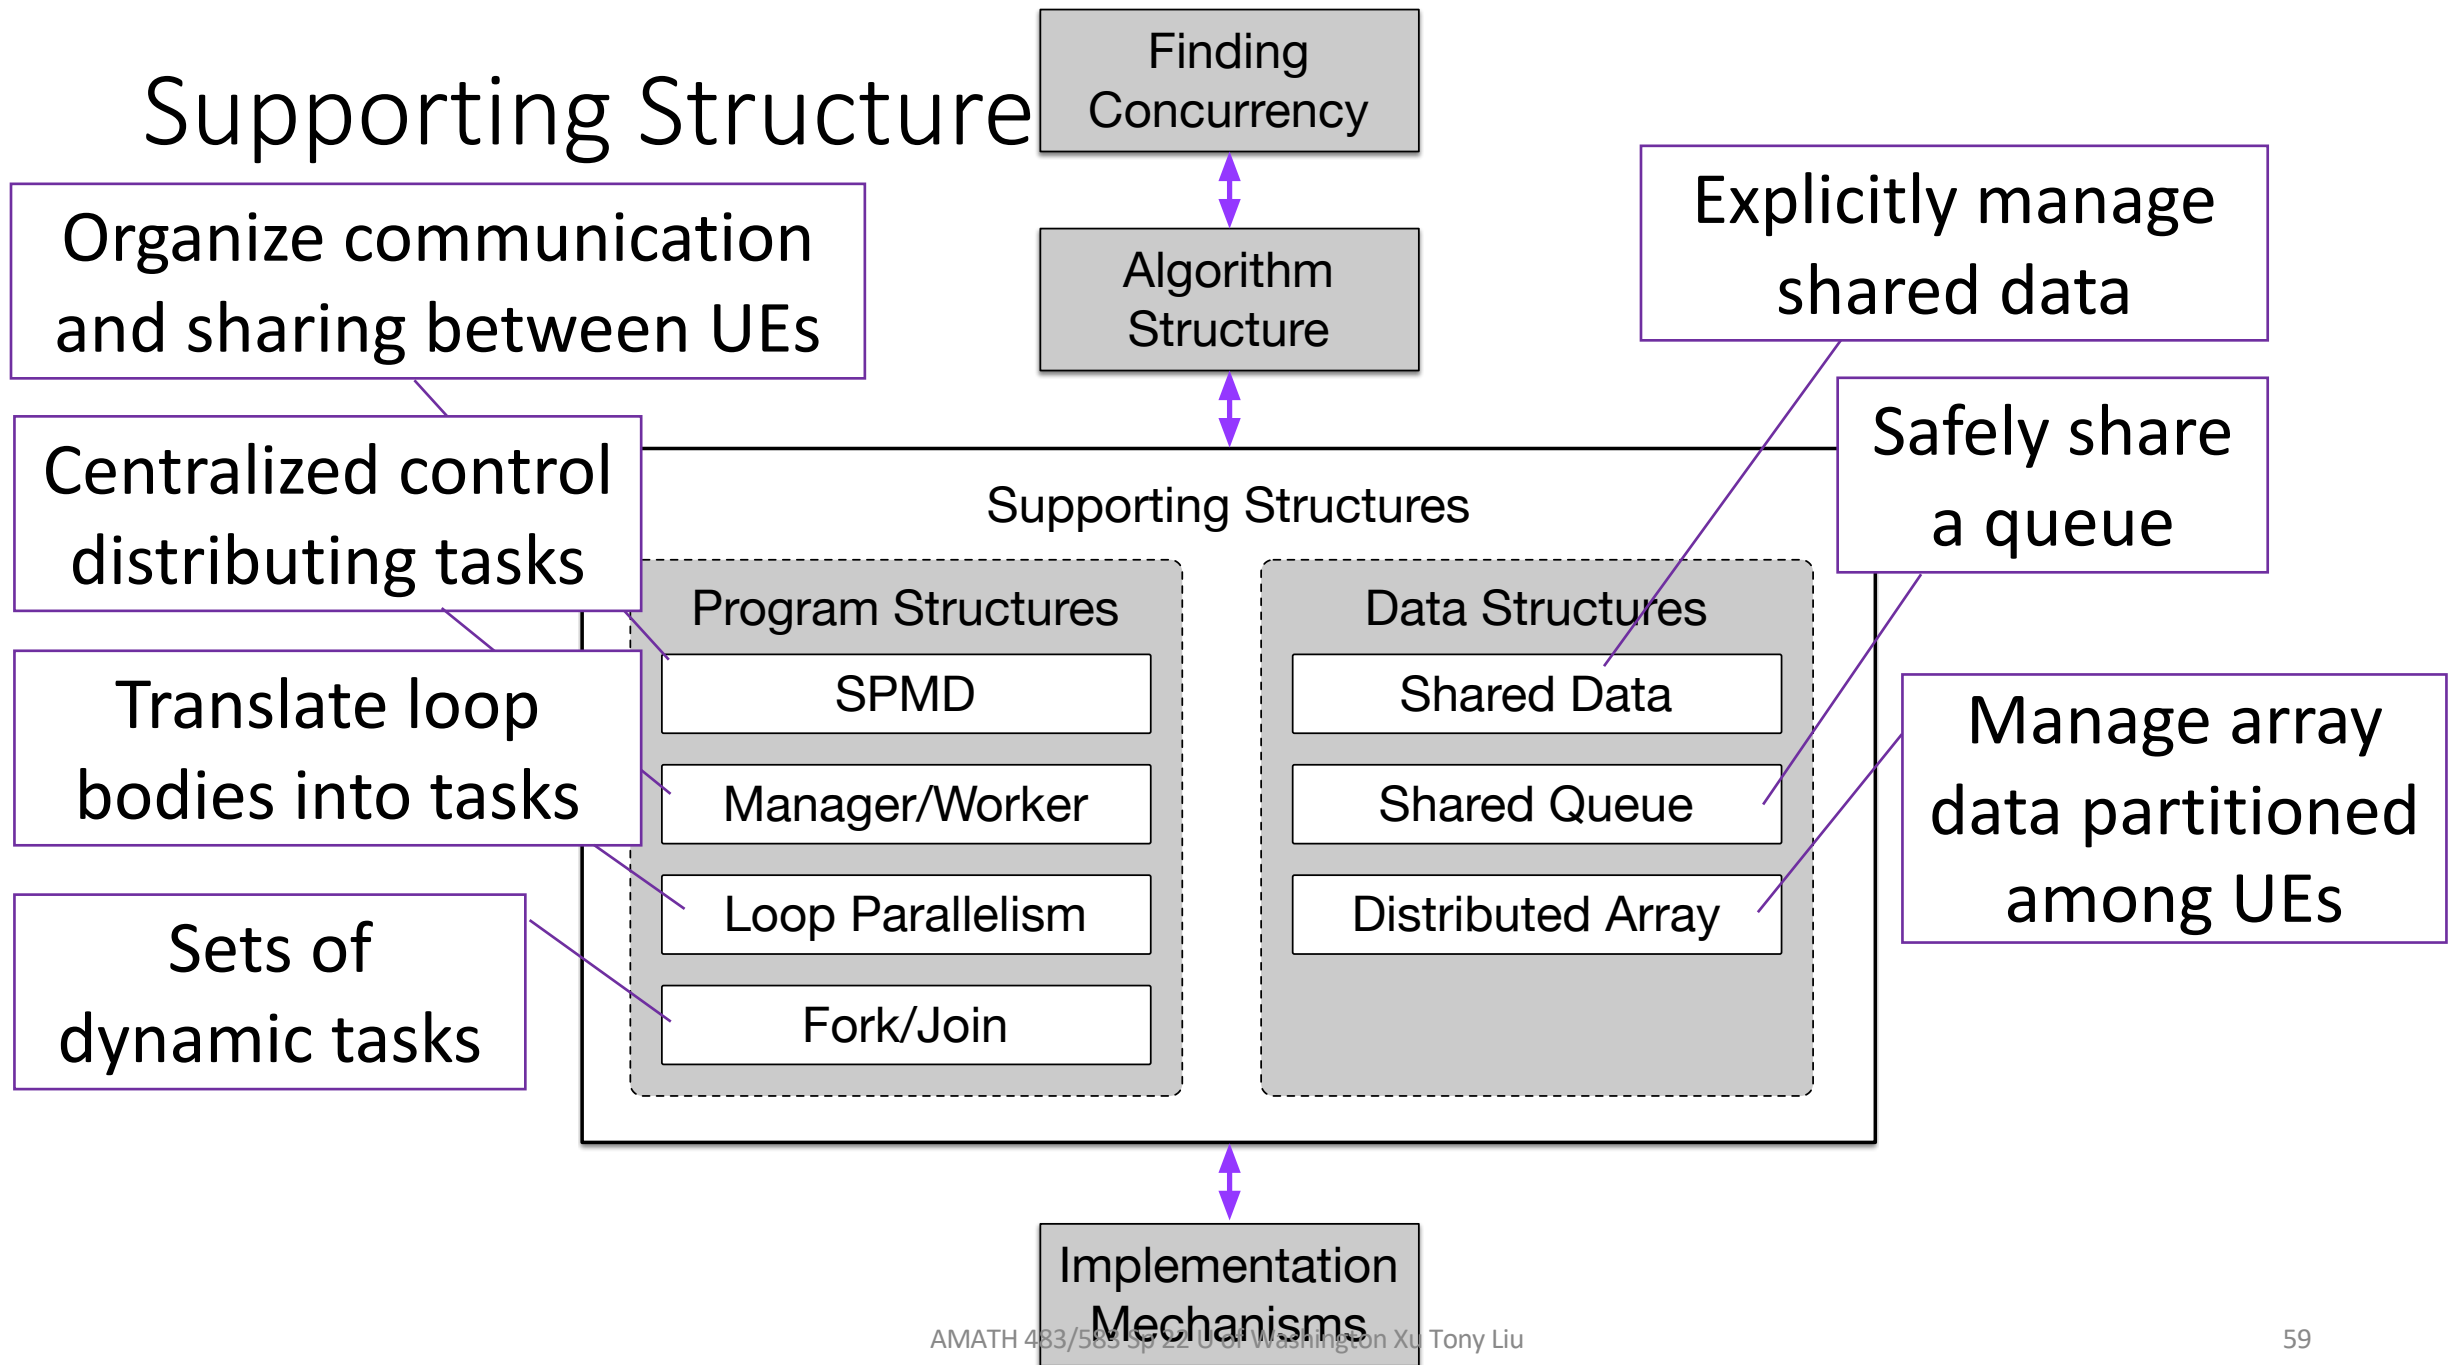 Supporting Structure
Finding
Concurrency
Algorithm
Structure
Organize communication
and sharing between UEs
Centralized control
distributing tasks
Translate loop
bodies into tasks
Sets of
dynamic tasks
Explicitly manage
shared data
Safely share
a queue
Manage array
data partitioned
among UEs
Supporting Structures
Program Structures
SPMD
Manager/Worker
Loop Parallelism
Fork/Join
Data Structures
Shared Data
Shared Queue
Distributed Array
Implementation
Mechanisms
AMATH 483/583 Sp 22 U of Washington Xu Tony Liu
59